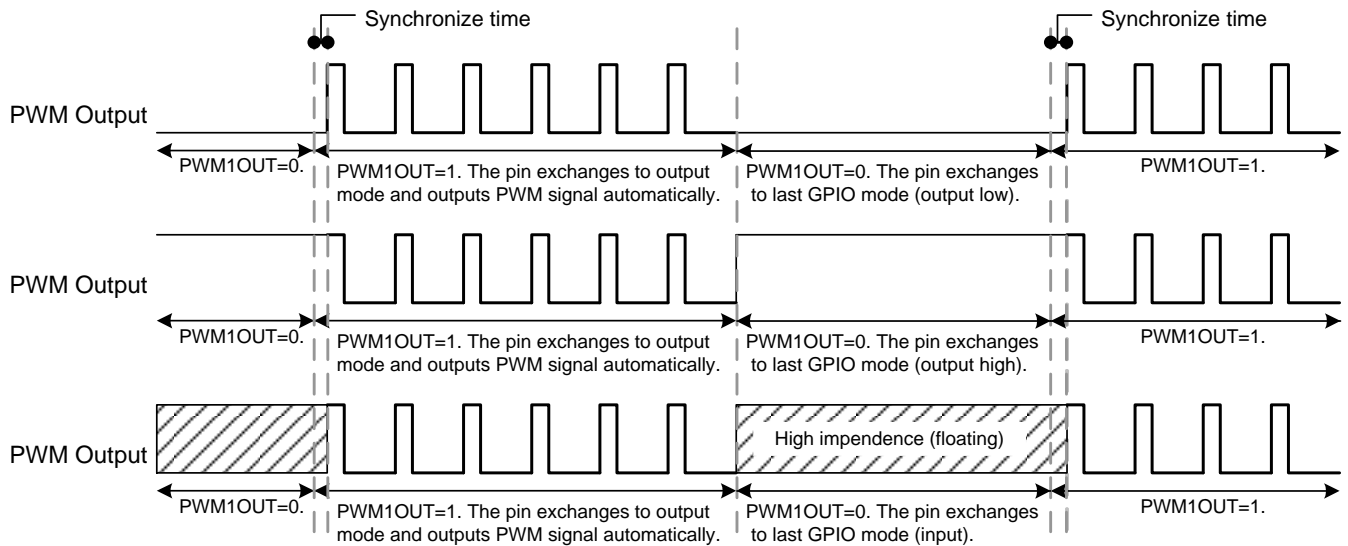 Synchronize time
Synchronize time
PWM Output
PWM1OUT=0.
PWM1OUT=1. The pin exchanges to output
mode and outputs PWM signal automatically.
PWM1OUT=0. The pin exchanges
to last GPIO mode (output low).
PWM1OUT=1.
PWM Output
PWM1OUT=0.
PWM1OUT=1. The pin exchanges to output
mode and outputs PWM signal automatically.
PWM1OUT=0. The pin exchanges
to last GPIO mode (output high).
PWM1OUT=1.
High impendence (floating)
PWM Output
PWM1OUT=0.
PWM1OUT=1. The pin exchanges to output
mode and outputs PWM signal automatically.
PWM1OUT=0. The pin exchanges
to last GPIO mode (input).
PWM1OUT=1.